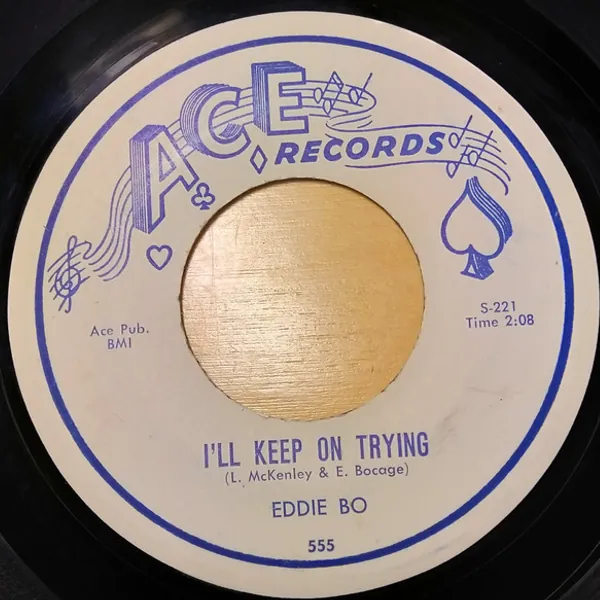 ACE
RECORDS
Ace Pub.
BMI
S-221
Time 2:08
I'LL KEEP ON TRYING
(L. McKenley & E. Bocage)
EDDIE BO
555